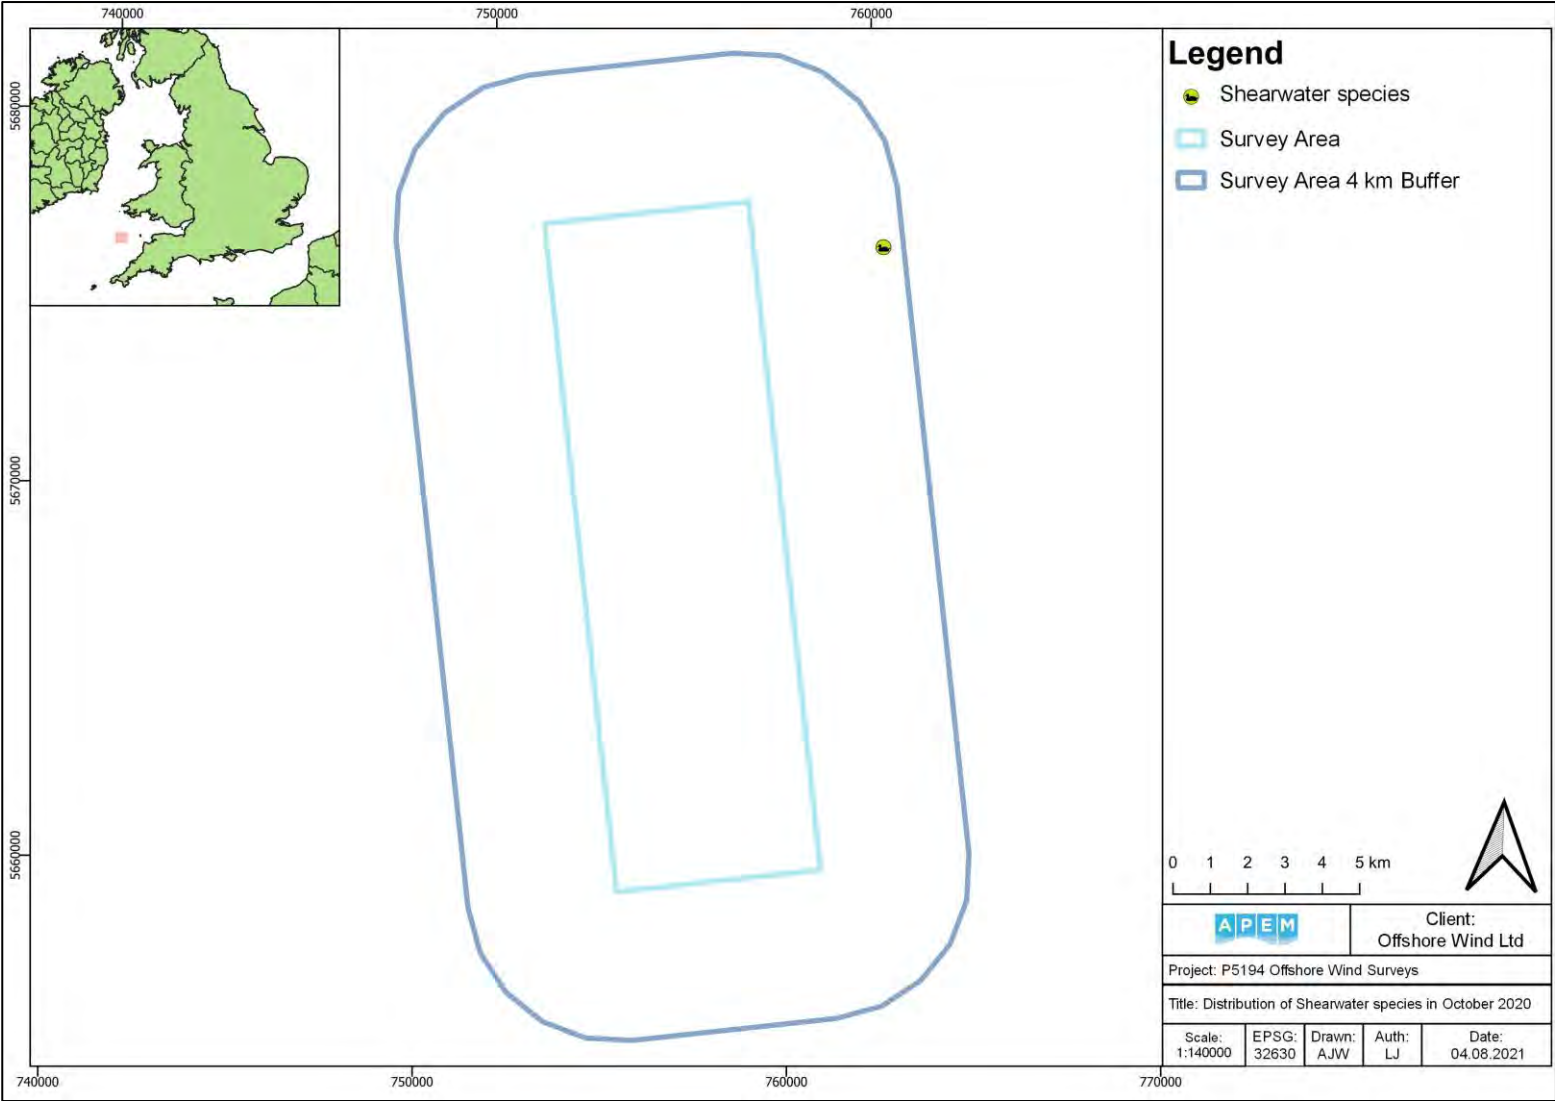 740000
750000
760000
5680000
5670000
5660000
740000
750000
760000
770000
Legend
Shearwater species
Survey Area
Survey Area 4 km Buffer
0 1 2 3 4 5 km
APEM
Client:
Offshore Wind Ltd
Project: P5194 Offshore Wind Surveys
Title: Distribution of Shearwater species in October 2020
Scale:
1:140000
EPSG:
32630
Drawn:
AJW
Auth:
LJ
Date:
04.08.2021